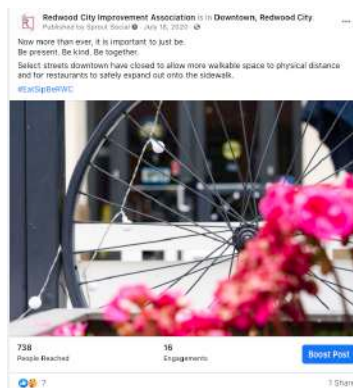 Redwood City Improvement Association is in Downtown, Redwood City.
Published by Sprout Social · July 18, 2020 ·
Now more than ever, it is important to just be.
Be present. Be kind. Be together.
Select streets downtown have closed to allow more walkable space to physical distance
and for restaurants to safely expand out onto the sidewalk.
#EatSipBeRWC
738
People Reached
16
Engagements
Boost Post
7
1 Share